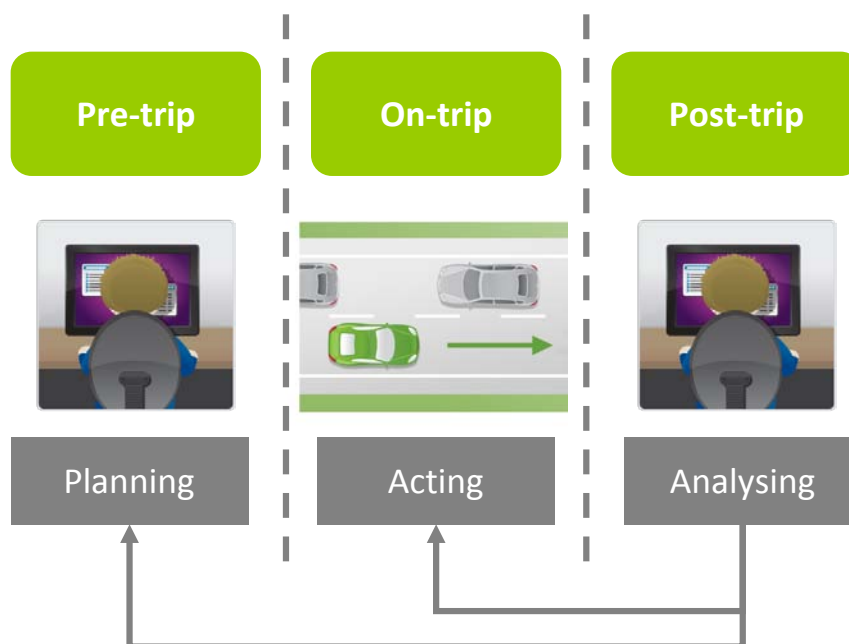 Pre-trip
On-trip
Post-trip
Planning
Acting
Analysing